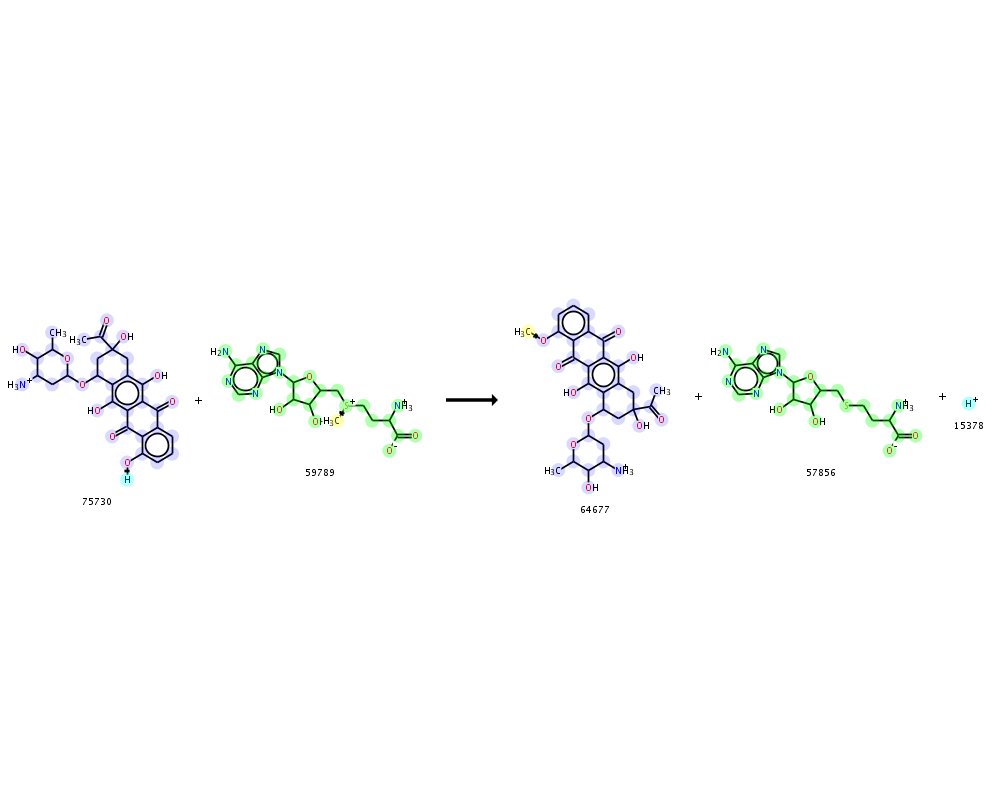 CH3
H3C
O
OH
HO
O
H3N+
O
OH
HO
O
O
O
H
75730
+
H2N
N
N
N
N
N
O
HO
OH
H3C
S+
NH3+
O
O-
59789
H3C
O
O
O
OH
HO
CH3
O
OH
O
O
H3C
NH3+
OH
64677
+
H2N
N
N
N
N
O
HO
OH
S
NH3+
O
O-
57856
+
H+
15378